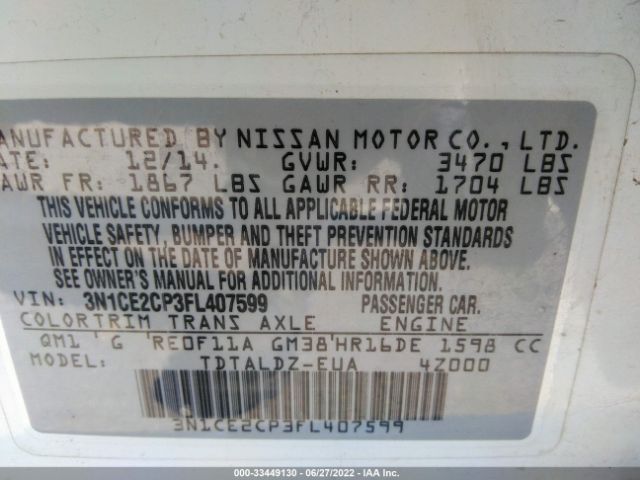 ANUFACTURED BY NISSAN MOTOR CO., LTD.
ATE: 12/14. GVWR: 3470 LBS
AWR FR: 1867 LBS GAWR RR: 1704 LBS
THIS VEHICLE CONFORMS TO ALL APPLICABLE FEDERAL MOTOR
VEHICLE SAFETY, BUMPER AND THEFT PREVENTION STANDARDS
IN EFFECT ON THE DATE OF MANUFACTURE SHOWN ABOVE.
SEE OWNER'S MANUAL FOR ADDITIONAL INFORMATION.
VIN: 3N1CE2CP3FL407599 PASSENGER CAR.
COLORTRIM TRANS AXLE ENGINE
QM1 ' G 'RE0F11A GM38'HR16DE 1598 CC
MODEL: TDTALDZ-EUA 4Z000
3N1CE2CP3FL407599
000-33449130 - 06/27/2022 - IAA Inc.